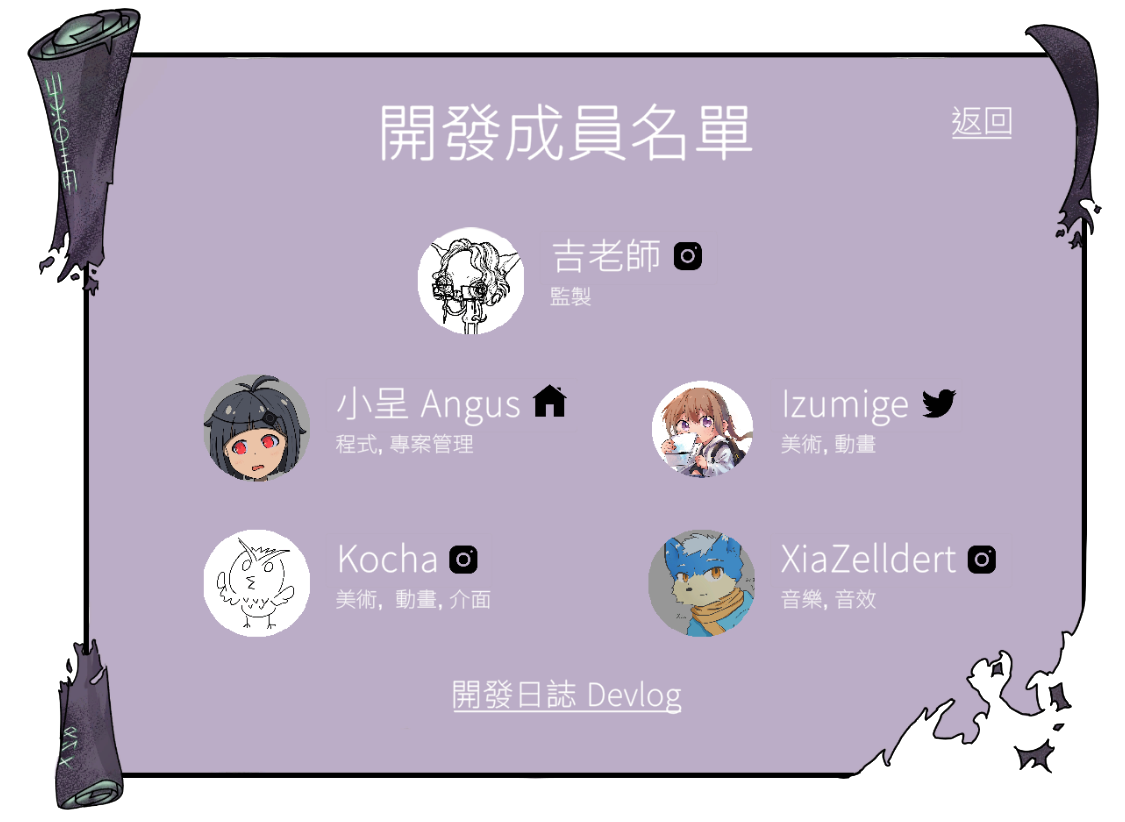 開發成員名單
返回
吉老師
監製
小呈 Angus
程式, 專案管理
Izumige
美術, 動畫
Kocha
美術, 動畫, 介面
XiaZelldert
音樂, 音效
開發日誌 Devlog